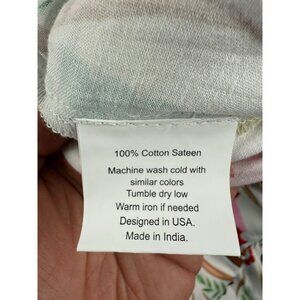 100% Cotton Sateen
Machine wash cold with
similar colors
Tumble dry low
Warm iron if needed
Designed in USA.
Made in India.